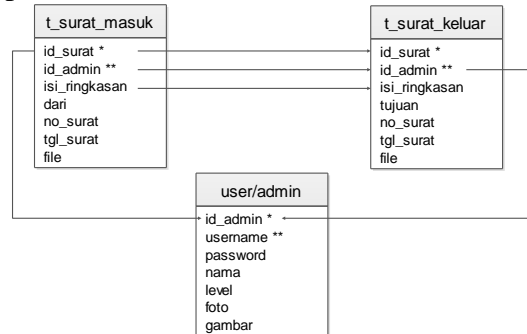 t_surat_masuk
id_surat *
id_admin **
isi_ringkasan
dari
no_surat
tgl_surat
file
t_surat_keluar
id_surat *
id_admin **
isi_ringkasan
tujuan
no_surat
tgl_surat
file
user/admin
id_admin *
username **
password
nama
level
foto
gambar